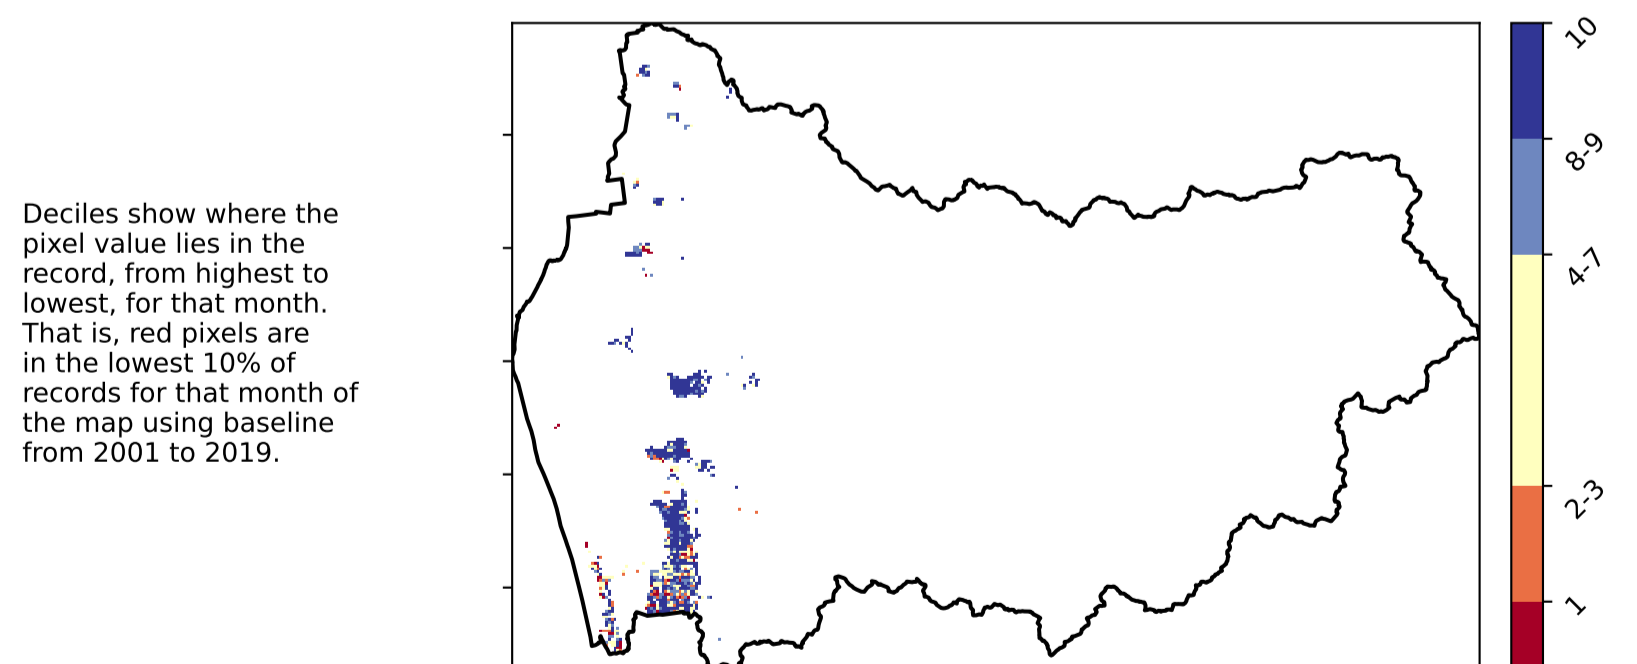 Deciles show where the
pixel value lies in the
record, from highest to
lowest, for that month.
That is, red pixels are
in the lowest 10% of
records for that month of
the map using baseline
from 2001 to 2019.
10
8-9
4-7
2-3
1